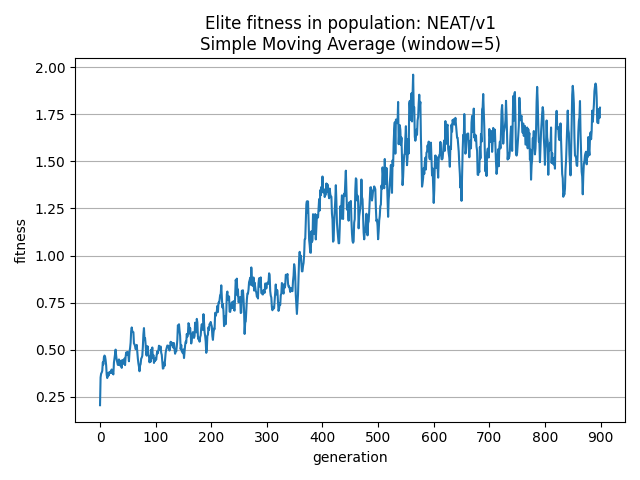 Elite fitness in population: NEAT/v1
Simple Moving Average (window=5)
2.00
1.75
1.50
1.25
1.00
0.75
0.50
0.25
fitness
0 100 200 300 400 500 600 700 800 900
generation